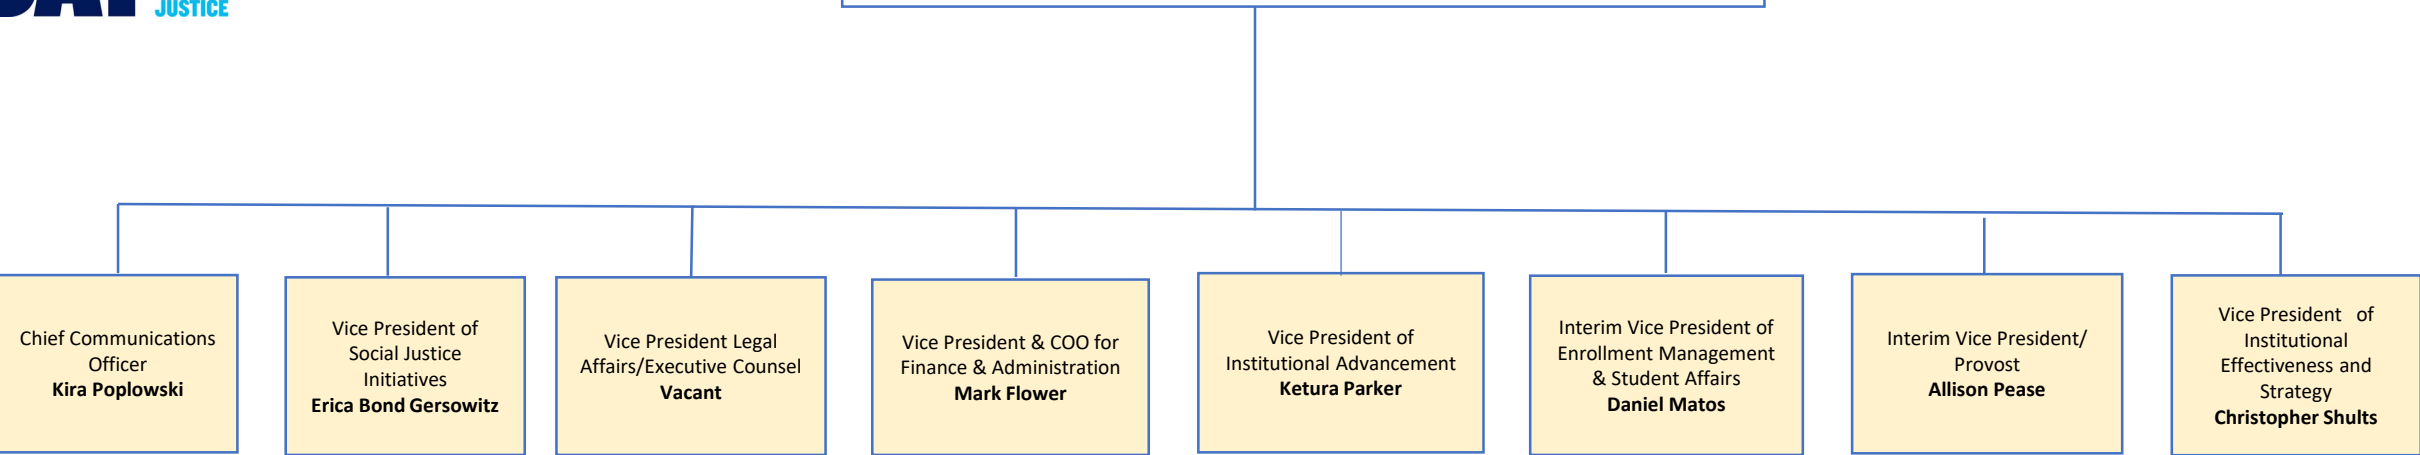 JUSTICE
Chief Communications
Officer
Kira Poplowski
Vice President of
Social Justice
Initiatives
Erica Bond Gersowitz
Vice President Legal
Affairs/Executive Counsel
Vacant
Vice President & COO for
Finance & Administration
Mark Flower
Vice President of
Institutional Advancement
Ketura Parker
Interim Vice President of
Enrollment Management
& Student Affairs
Daniel Matos
Interim Vice President/
Provost
Allison Pease
Vice President of
Institutional
Effectiveness and
Strategy
Christopher Shults